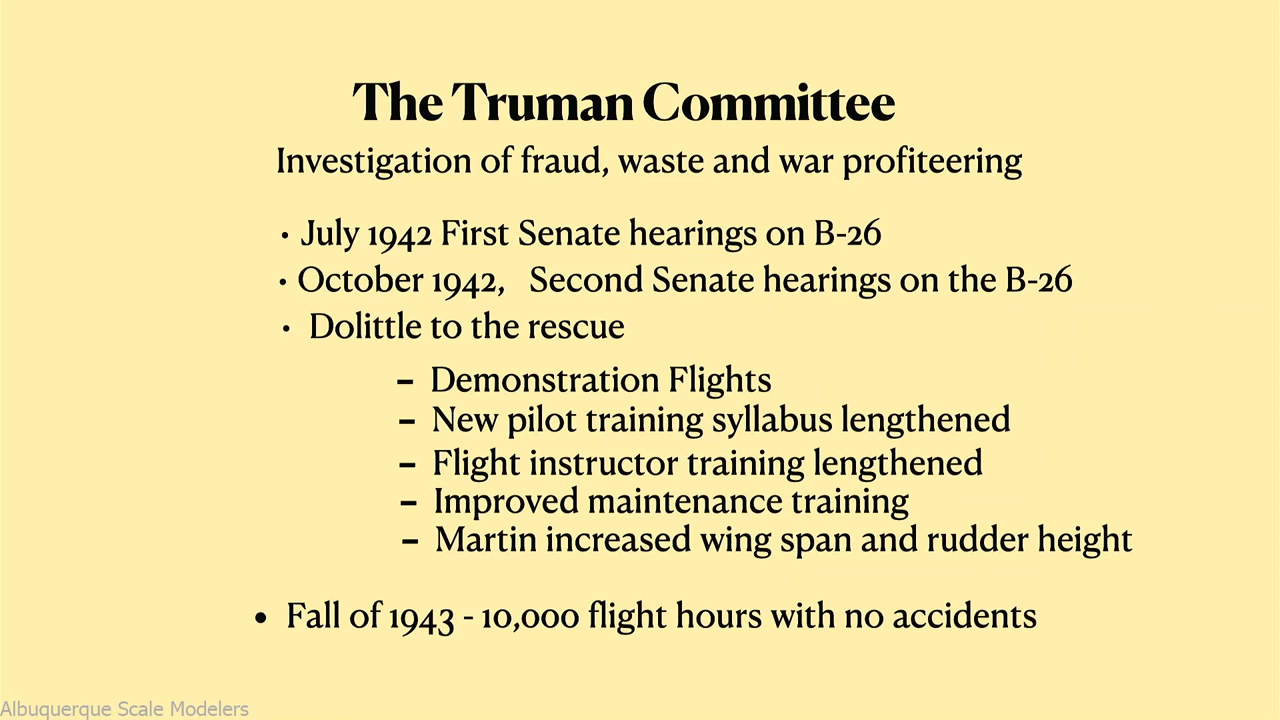 The Truman Committee
Investigation of fraud, waste and war profiteering
· July 1942 First Senate hearings on B-26
· October 1942, Second Senate hearings on the B-26
· Dolittle to the rescue
– Demonstration Flights
– New pilot training syllabus lengthened
– Flight instructor training lengthened
– Improved maintenance training
– Martin increased wing span and rudder height
• Fall of 1943 - 10,000 flight hours with no accidents
Albuquerque Scale Modelers